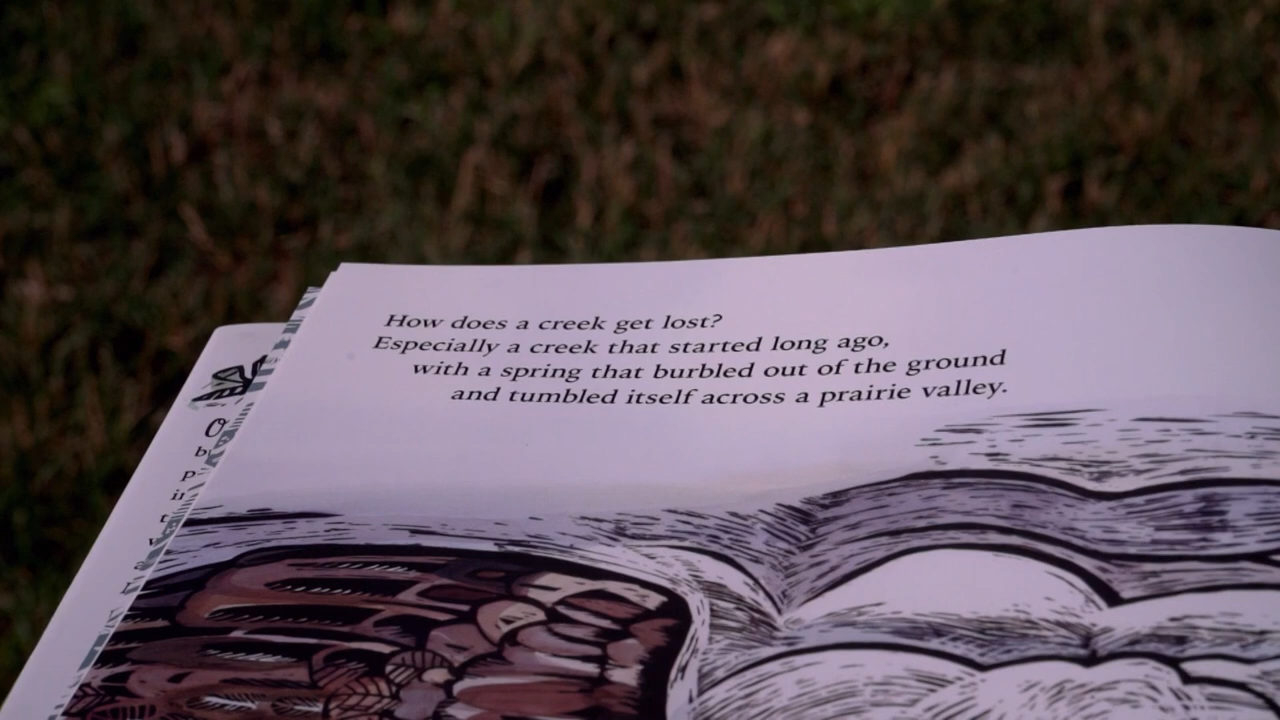 How does a creek get lost?
Especially a creek that started long ago,
with a spring that burbled out of the ground
and tumbled itself across a prairie valley.